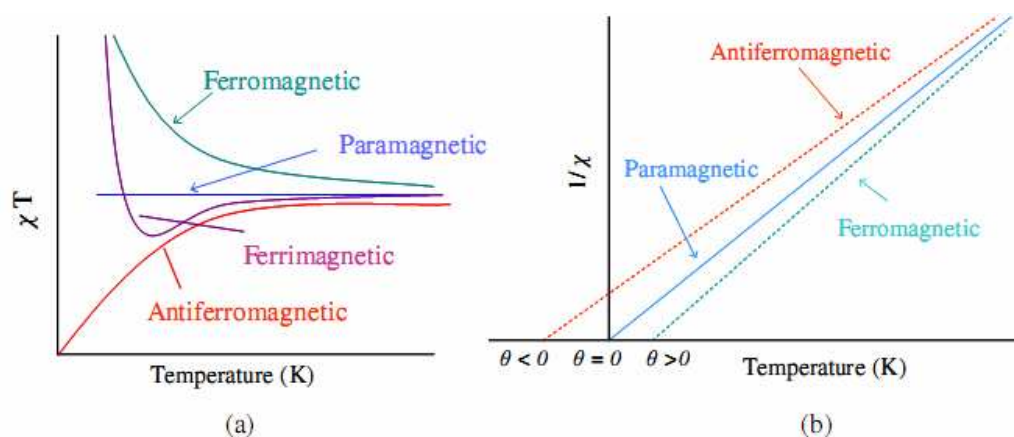 Ferromagnetic
Paramagnetic
χ T
Ferrimagnetic
Antiferromagnetic
Temperature (K)
(a)
Antiferromagnetic
1/χ
Paramagnetic
Ferromagnetic
θ < 0 θ = 0 θ >0 Temperature (K)
(b)